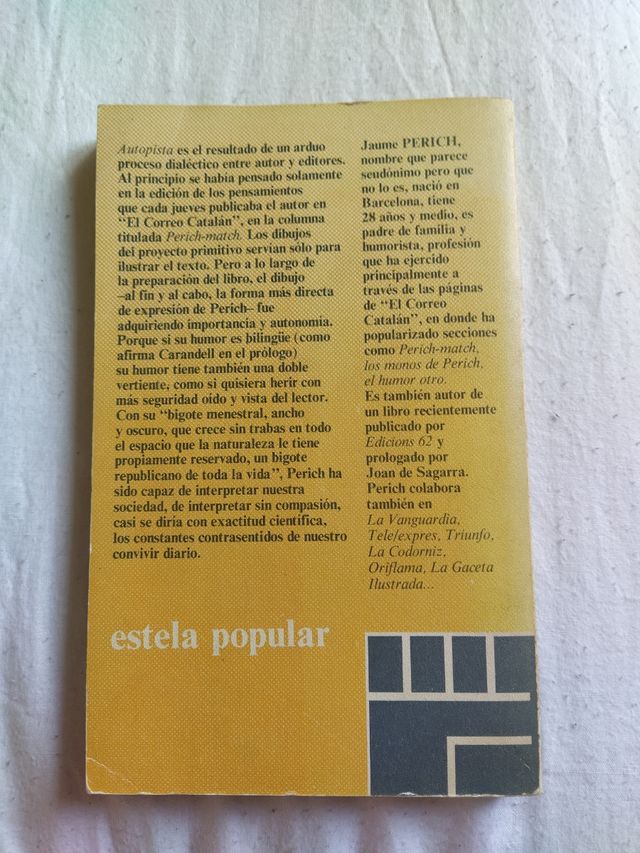 Autopista es el resultado de un arduo
proceso dialéctico entre autor y editores.
Al principio se había pensado solamente
en la edición de los pensamientos
que cada jueves publicaba el autor en
“El Correo Catalán”, en la columna
titulada Perich-match. Los dibujos
del proyecto primitivo servían sólo para
ilustrar el texto. Pero a lo largo de
la preparación del libro, el dibujo
–al fin y al cabo, la forma más directa
de expresión de Perich– fue
adquiriendo importancia y autonomía.
Porque si su humor es bilingüe (como
afirma Carandell en el prólogo)
su humor tiene también una doble
vertiente, como si quisiera herir con
más seguridad oído y vista del lector.
Con su “bigote menestral, ancho
y oscuro, que crece sin trabas en todo
el espacio que la naturaleza le tiene
propiamente reservado, un bigote
republicano de toda la vida”, Perich ha
sido capaz de interpretar nuestra
sociedad, de interpretar sin compasión,
casi se diría con exactitud científica,
los constantes contrasentidos de nuestro
convivir diario.
Jaume PERICH,
nombre que parece
seudónimo pero que
no lo es, nació en
Barcelona, tiene
28 años y medio, es
padre de familia y
humorista, profesión
que ha ejercido
principalmente a
través de las páginas
de “El Correo
Catalán”, en donde ha
popularizado secciones
como Perich-match,
los monos de Perich,
el humor otro.
Es también autor de
un libro recientemente
publicado por
Edicions 62 y
prologado por
Joan de Sagarra.
Perich colabora
también en
La Vanguardia,
Tele/expres, Triunfo,
La Codorniz,
Oriflama, La Gaceta
Ilustrada...
estela popular